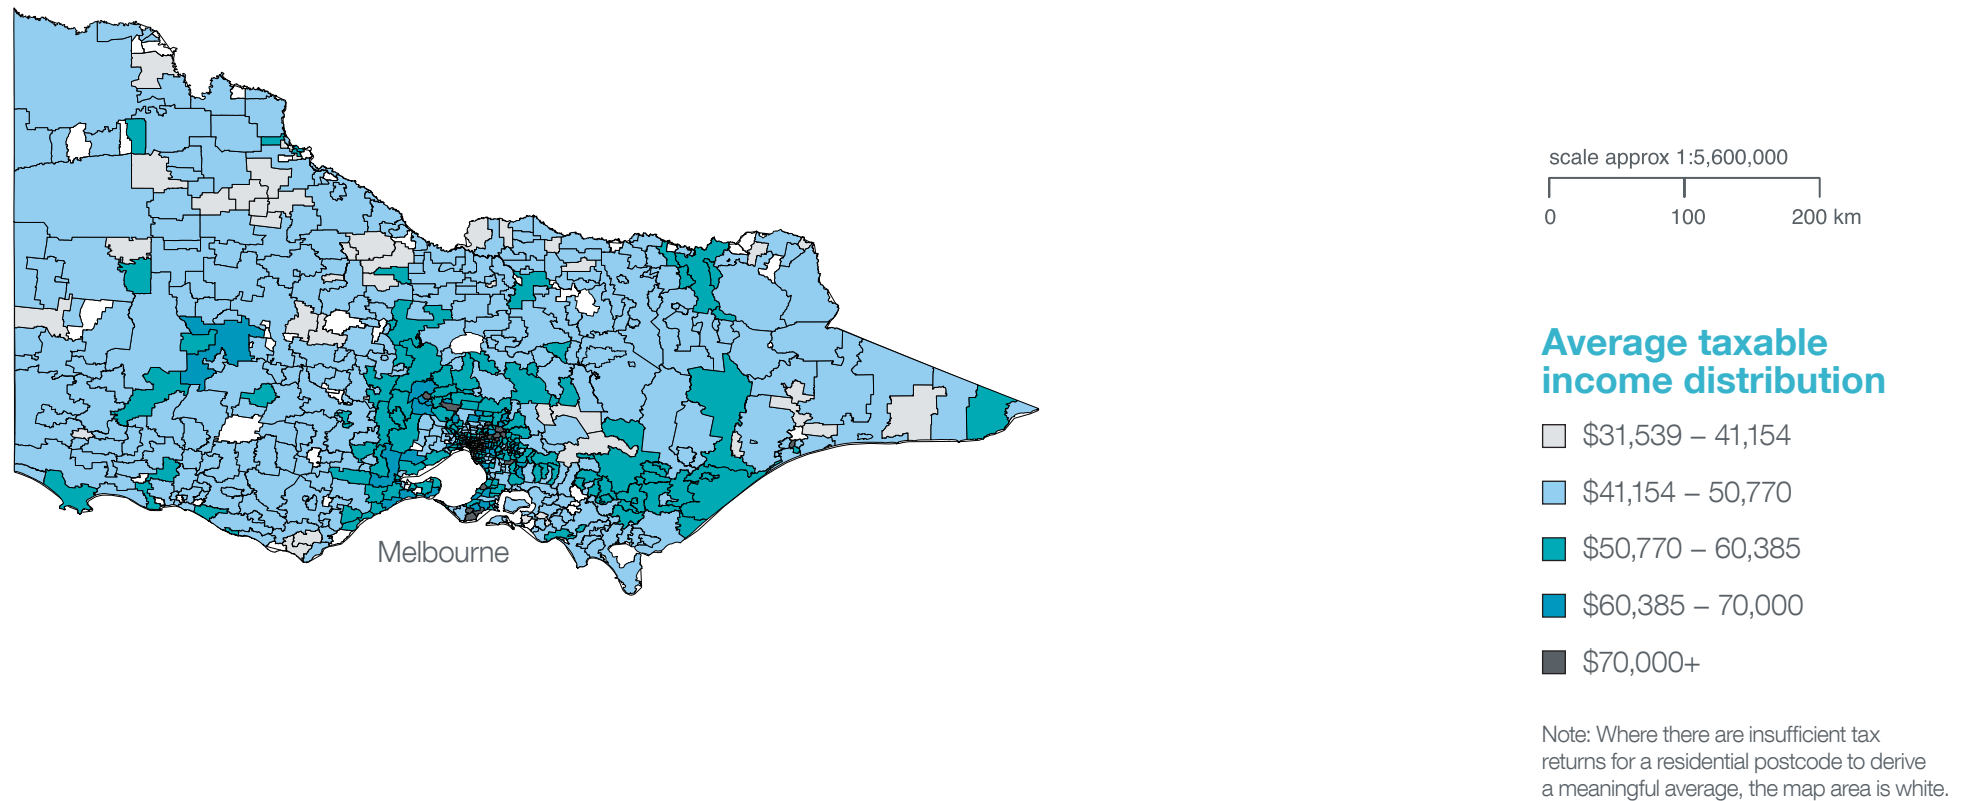 scale approx 1:5,600,000
0 100 200 km
Average taxable
income distribution
$31,539 – 41,154
$41,154 – 50,770
$50,770 – 60,385
$60,385 – 70,000
$70,000+
Melbourne
Note: Where there are insufficient tax
returns for a residential postcode to derive
a meaningful average, the map area is white.